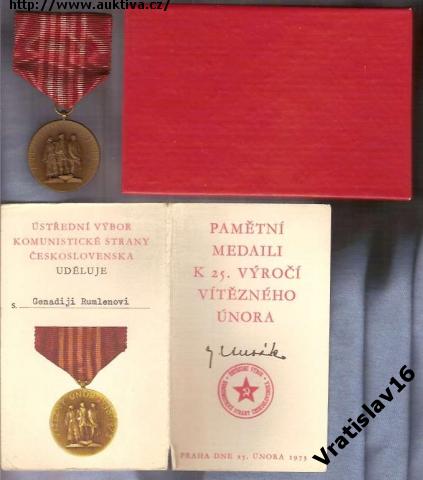 http://www.auktiva.cz/
ÚSTŘEDNÍ VÝBOR
KOMUNISTICKÉ STRANY
ČESKOSLOVENSKA
UDĚLUJE
s. Genadiji Rumlenovi
PAMĚTNÍ
MEDAILI
K 25. VÝROČÍ
VÍTĚZNÉHO
ÚNORA
PRAHA DNE 25. ÚNORA 1973
Vratislav16